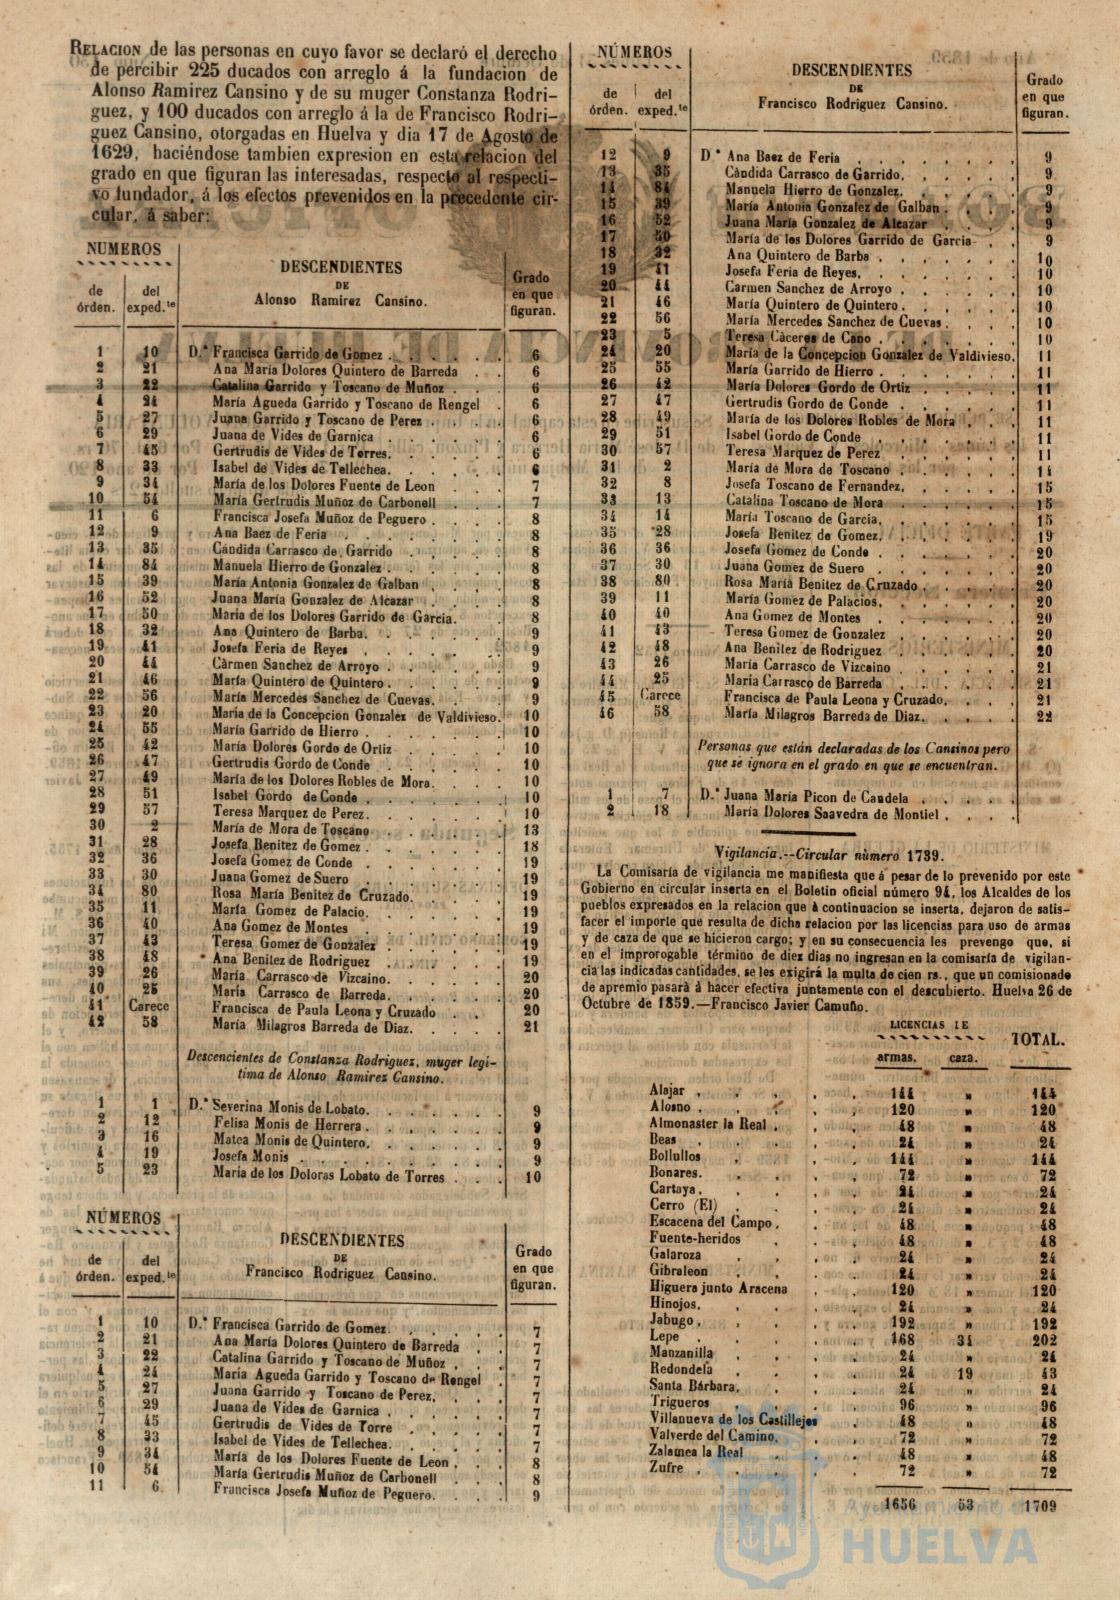 RELACION de las personas en cuyo favor se declaró el derecho
de percibir 225 ducados con arreglo á la fundacion de
Alonso Ramirez Cansino y de su muger Constanza Rodri-
guez, y 100 ducados con arreglo á la de Francisco Rodri-
guez Cansino, otorgadas en Huelva y dia 17 de Agosto de
1629, haciéndose tambien expresion en esta relacion del
grado en que figuran las interesadas, respecto al respecti-
vo fundador, á los efectos prevenidos en la precedente cir-
cular, á saber:
NÚMEROS
de órden. del exped.te DESCENDIENTES DE Alonso Ramirez Cansino. Grado en que figuran.
1 10 D.ª Francisca Garrido de Gomez . . . . . . 6
2 21 Ana María Dolores Quintero de Barreda . . 6
3 22 Catalina Garrido y Toscano de Muñoz . . . 6
4 24 María Agueda Garrido y Toscano de Rengel . 6
5 27 Juana Garrido y Toscano de Perez . . . . 6
6 29 Juana de Vides de Garnica . . . . . . 6
7 45 Gertrudis de Vides de Torres. . . . . . 6
8 33 Isabel de Vides de Tellechea. . . . . . 6
9 34 María de los Dolores Fuente de Leon . . . 7
10 54 María Gertrudis Muñoz de Carbonell . . . 7
11 6 Francisca Josefa Muñoz de Peguero . . . . 8
12 9 Ana Baez de Feria . . . . . . . 8
13 35 Cándida Carrasco de Garrido . . . . . 8
14 84 Manuela Hierro de Gonzalez . . . . . . 8
15 39 María Antonia Gonzalez de Galban . . . . 8
16 52 Juana María Gonzalez de Alcazar . . . . 8
17 50 María de los Dolores Garrido de Garcia. . . 8
18 32 Ana Quintero de Barba. . . . . . . 9
19 41 Josefa Feria de Reyes . . . . . . . 9
20 44 Càrmen Sanchez de Arroyo . . . . . . 9
21 46 María Quintero de Quintero . . . . . . 9
22 56 María Mercedes Sanchez de Cuevas. . . . 9
23 20 María de la Concepcion Gonzalez de Valdivieso. 10
24 55 María Garrido de Hierro . . . . . . 10
25 42 María Dolores Gordo de Ortiz . . . . . 10
26 47 Gertrudis Gordo de Conde . . . . . . 10
27 49 María de los Dolores Robles de Mora. . . . 10
28 51 Isabel Gordo de Conde . . . . . . . 10
29 57 Teresa Marquez de Perez. . . . . . . 10
30 2 María de Mora de Toscano . . . . . . 13
31 28 Josefa Benitez de Gomez . . . . . . 18
32 36 Josefa Gomez de Conde . . . . . . . 19
33 30 Juana Gomez de Suero . . . . . . . 19
34 80 Rosa María Benitez de Cruzado. . . . . 19
35 11 María Gomez de Palacio. . . . . . . 19
36 40 Ana Gomez de Montes . . . . . . . 19
37 43 Teresa Gomez de Gonzalez . . . . . . 19
38 48 Ana Benitez de Rodriguez . . . . . . 19
39 26 María Carrasco de Vizcaino. . . . . . 20
40 25 María Carrasco de Barreda. . . . . . 20
41 Carece Francisca de Paula Leona y Cruzado . . . 20
42 58 María Milagros Barreda de Diaz. . . . . 21
Descencientes de Constanza Rodriguez, muger legi-
tima de Alonso Ramirez Cansino.
1 1 D.ª Severina Monis de Lobato. . . . . . 9
2 12 Felisa Monis de Herrera . . . . . . . 9
3 16 Matea Monis de Quintero. . . . . . . 9
4 19 Josefa Monis . . . . . . . . . 9
5 23 María de los Doloras Lobato de Torres . . . 10
NÚMEROS
de órden. del exped.te DESCENDIENTES DE Francisco Rodriguez Cansino. Grado en que figuran.
1 10 D.ª Francisca Garrido de Gomez. . . . . . 7
2 21 Ana María Dolores Quintero de Barreda . . 7
3 22 Catalina Garrido y Toscano de Muñoz . . . 7
4 24 María Agueda Garrido y Toscano de Rengel . 7
5 27 Juana Garrido y Toscano de Perez. . . . 7
6 29 Juana de Vides de Garnica . . . . . . 7
7 45 Gertrudis de Vides de Torre . . . . . 7
8 33 Isabel de Vides de Tellechea. . . . . . 7
9 34 María de los Dolores Fuente de Leon . . . 8
10 54 María Gertrudis Muñoz de Carbonell . . . 8
11 6 Francisca Josefa Muñoz de Peguero. . . . 9
NÚMEROS
de órden. del exped.te DESCENDIENTES DE Francisco Rodriguez Cansino. Grado en que figuran.
12 9 D.ª Ana Baez de Feria . . . . . . . 9
13 35 Càndida Carrasco de Garrido. . . . . . 9
14 84 Manuela Hierro de Gonzalez. . . . . . 9
15 39 María Antonia Gonzalez de Galban . . . . 9
16 52 Juana María Gonzalez de Alcazar . . . . 9
17 50 María de los Dolores Garrido de Garcia . . 9
18 32 Ana Quintero de Barba . . . . . . . 10
19 41 Josefa Feria de Reyes. . . . . . . . 10
20 44 Carmen Sanchez de Arroyo . . . . . . 10
21 46 María Quintero de Quintero . . . . . . 10
22 56 María Mercedes Sanchez de Cuevas . . . . 10
23 5 Teresa Càceres de Cano . . . . . . . 10
24 20 María de la Concepcion Gonzalez de Valdivieso. 11
25 55 María Garrido de Hierro . . . . . . . 11
26 42 María Dolores Gordo de Ortiz . . . . . 11
27 47 Gertrudis Gordo de Conde . . . . . . 11
28 49 María de los Dolores Robles de Mora . . . 11
29 51 Isabel Gordo de Conde . . . . . . . 11
30 57 Teresa Marquez de Perez . . . . . . . 11
31 2 María de Mora de Toscano . . . . . . 14
32 8 Josefa Toscano de Fernandez. . . . . . 15
33 13 Catalina Toscano de Mora . . . . . . 15
34 14 María Toscano de Garcia. . . . . . . 15
35 28 Josefa Benitez de Gomez. . . . . . . 19
36 36 Josefa Gomez de Conde . . . . . . . 20
37 30 Juana Gomez de Suero . . . . . . . 20
38 80 Rosa María Benitez de Cruzado . . . . . 20
39 11 María Gomez de Palacios. . . . . . . 20
40 40 Ana Gomez de Montes . . . . . . . 20
41 43 Teresa Gomez de Gonzalez . . . . . . 20
42 48 Ana Benitez de Rodriguez . . . . . . 20
43 26 María Carrasco de Vizcaino . . . . . . 21
44 25 María Carrasco de Barreda . . . . . . 21
45 Carece Francisca de Paula Leona y Cruzado. . . . 21
46 58 María Milagros Barreda de Diaz. . . . . 22
Personas que están declaradas de los Cansinos pero
que se ignora en el grado en que se encuentran.
1 7 D.ª Juana María Picon de Candela . . . . .
2 18 María Dolores Saavedra de Montiel . . . .
Vigilancia.--Circular nùmero 1739.
La Comisaría de vigilancia me manifiesta que á pesar de lo prevenido por este
Gobierno en circular inserta en el Boletin oficial número 94, los Alcaldes de los
pueblos expresados en la relacion que à continuacion se inserta, dejaron de satis-
facer el importe que resulta de dicha relacion por las licencias para uso de armas
y de caza de que se hicieron cargo; y en su consecuencia les prevengo que, si
en el improrogable término de diez dias no ingresan en la comisaría de vigilan-
cia las indicadas cantidades, se les exigirá la multa de cien rs., que un comisionado
de apremio pasarà á hacer efectiva juntamente con el descubierto. Huelva 26 de
Octubre de 1859.—Francisco Javier Camuño.
LICENCIAS DE
armas. caza. TOTAL.
Alajar . . . . . 144 » 144
Alosno . . . . . 120 » 120
Almonaster la Real . . . 48 » 48
Beas . . . . . 24 » 24
Bollullos . . . . 144 » 144
Bonares. . . . . 72 » 72
Cartaya. . . . . 24 » 24
Cerro (El) . . . . 24 » 24
Escacena del Campo . . . 48 » 48
Fuente-heridos . . . 48 » 48
Galaroza . . . . 24 » 24
Gibraleon . . . . 24 » 24
Higuera junto Aracena . . 120 » 120
Hinojos. . . . . 24 » 24
Jabugo. . . . . 192 » 192
Lepe . . . . . 168 34 202
Manzanilla . . . . 24 » 24
Redondela . . . . 24 19 43
Santa Bárbara. . . . 24 » 24
Trigueros . . . . 96 » 96
Villanueva de los Castillejos . 48 » 48
Valverde del Camino. . . 72 » 72
Zalamea la Real . . . 48 » 48
Zufre . . . . . 72 » 72
1656 53 1709
Ayuntamiento de
HUELVA